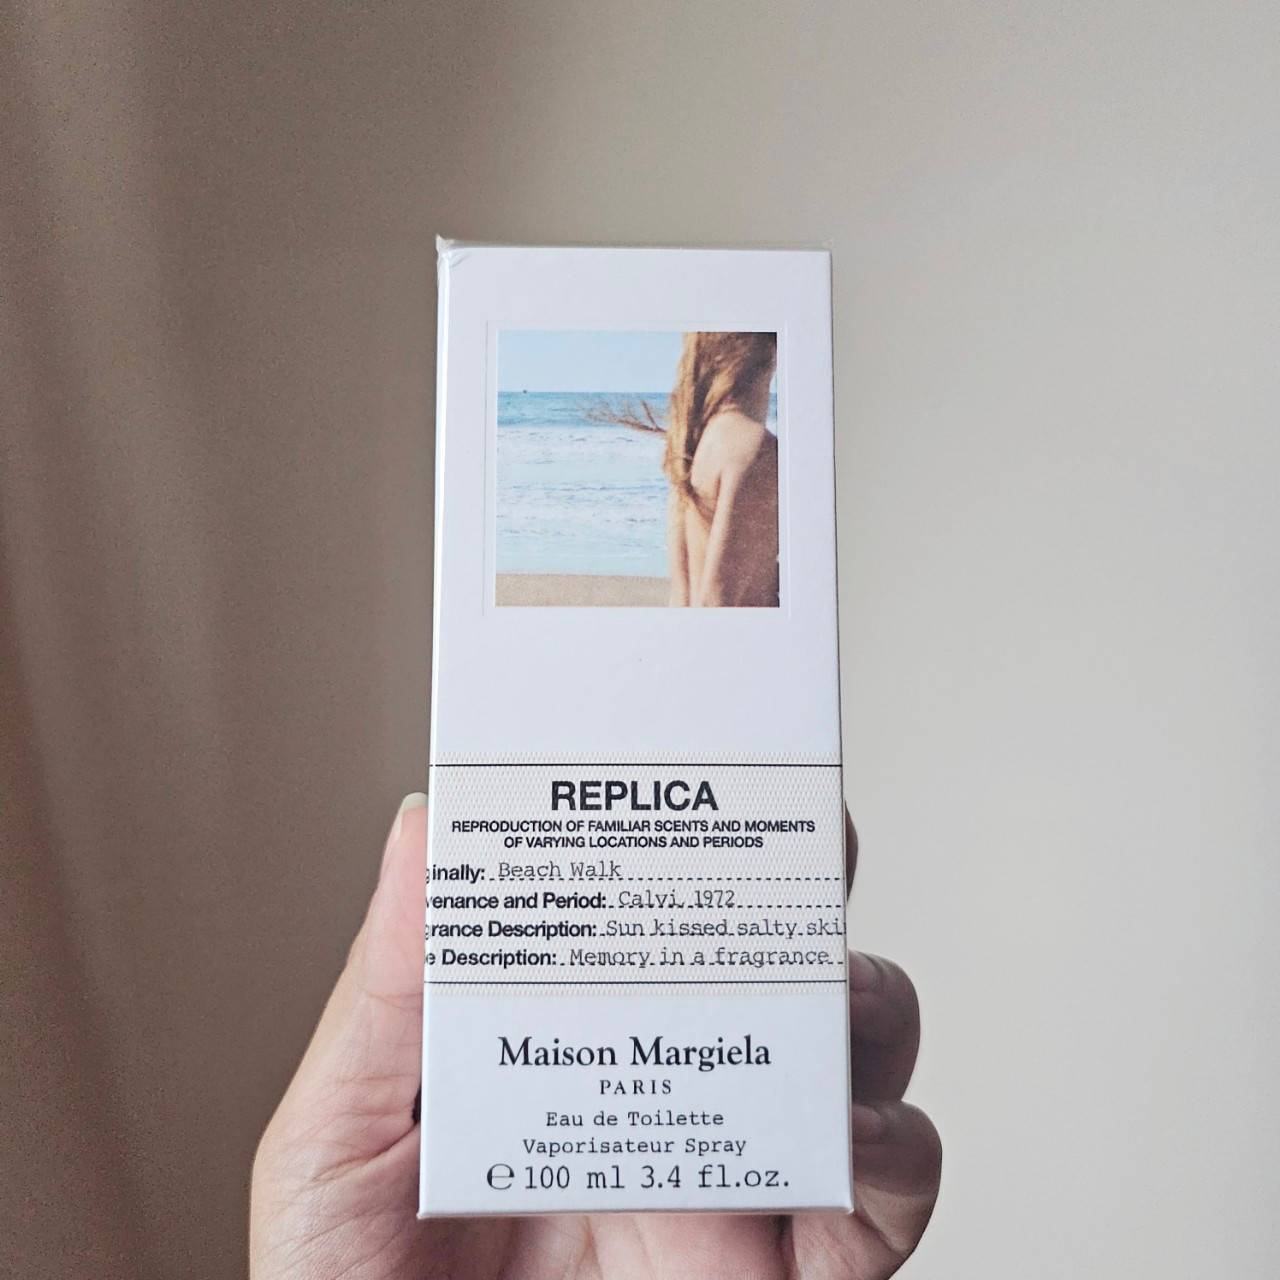 REPLICA
REPRODUCTION OF FAMILIAR SCENTS AND MOMENTS
OF VARYING LOCATIONS AND PERIODS
ginally: Beach Walk
venance and Period: Calvi, 1972
grance Description: Sun kissed salty ski
e Description: Memory in a fragrance
Maison Margiela
PARIS
Eau de Toilette
Vaporisateur Spray
℮ 100 ml 3.4 fl.oz.